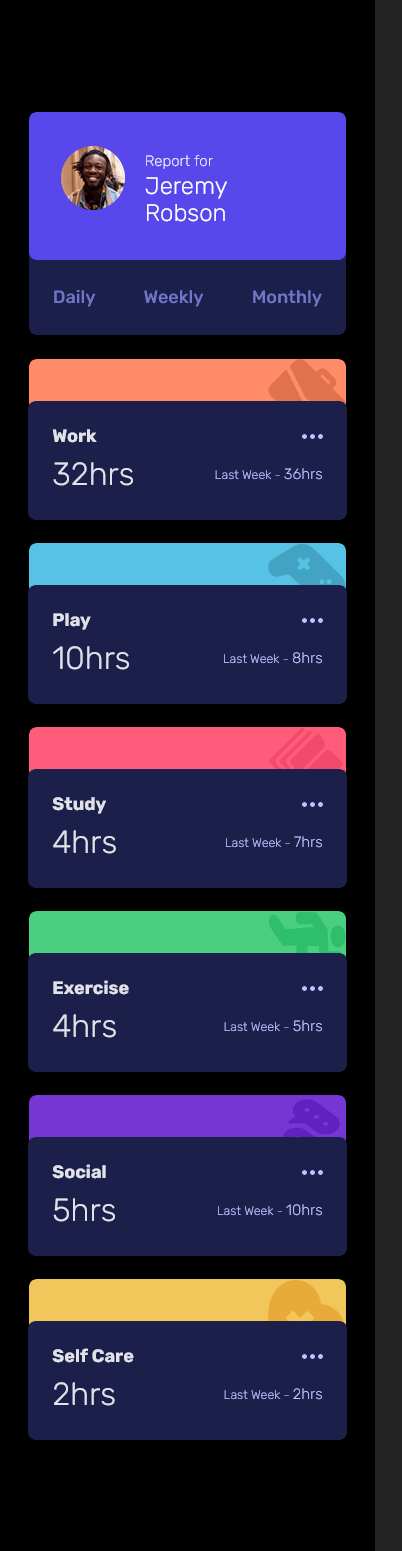 Report for
Jeremy
Robson
Daily Weekly Monthly
Work
32hrs Last Week - 36hrs
Play
10hrs Last Week - 8hrs
Study
4hrs Last Week - 7hrs
Exercise
4hrs Last Week - 5hrs
Social
5hrs Last Week - 10hrs
Self Care
2hrs Last Week - 2hrs